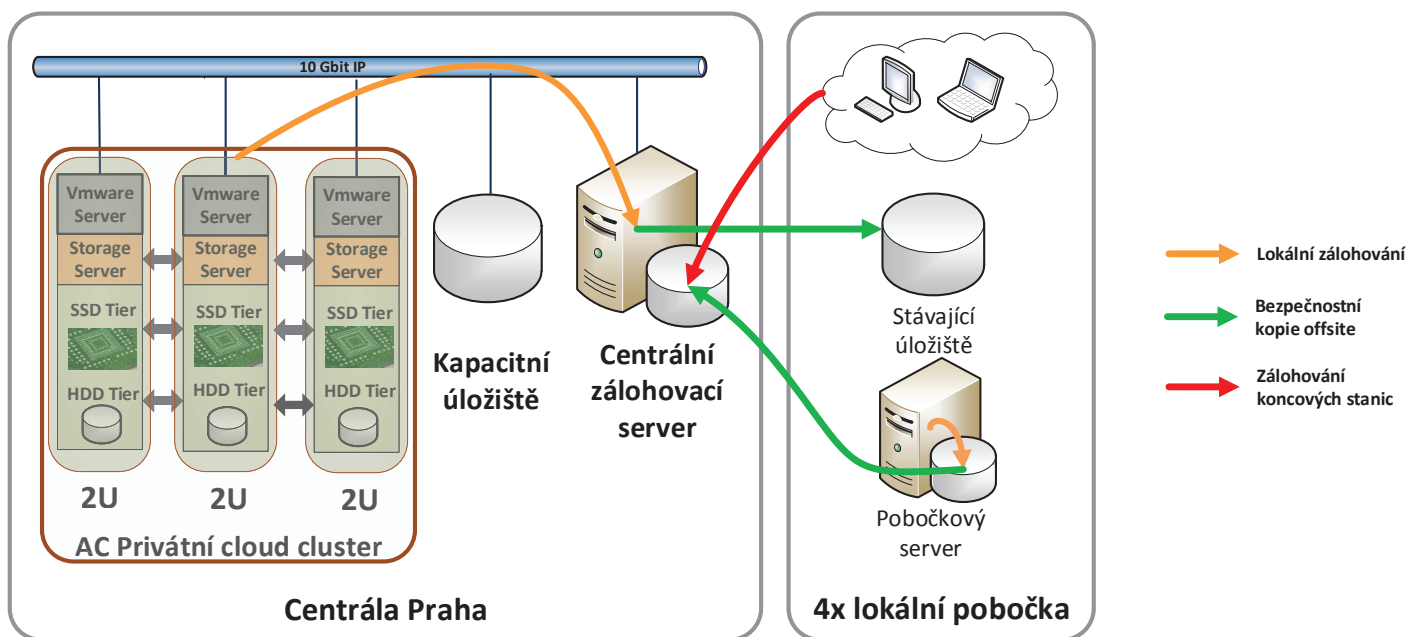 10 Gbit IP
Vmware
Server
Storage
Server
SSD Tier
HDD Tier
2U
Vmware
Server
Storage
Server
SSD Tier
HDD Tier
2U
Vmware
Server
Storage
Server
SSD Tier
HDD Tier
2U
AC Privátní cloud cluster
Kapacitní
úložiště
Centrální
zálohovací
server
Centrála Praha
Stávající
úložiště
Pobočkový
server
4x lokální pobočka
Lokální zálohování
Bezpečnostní
kopie offsite
Zálohování
koncových stanic